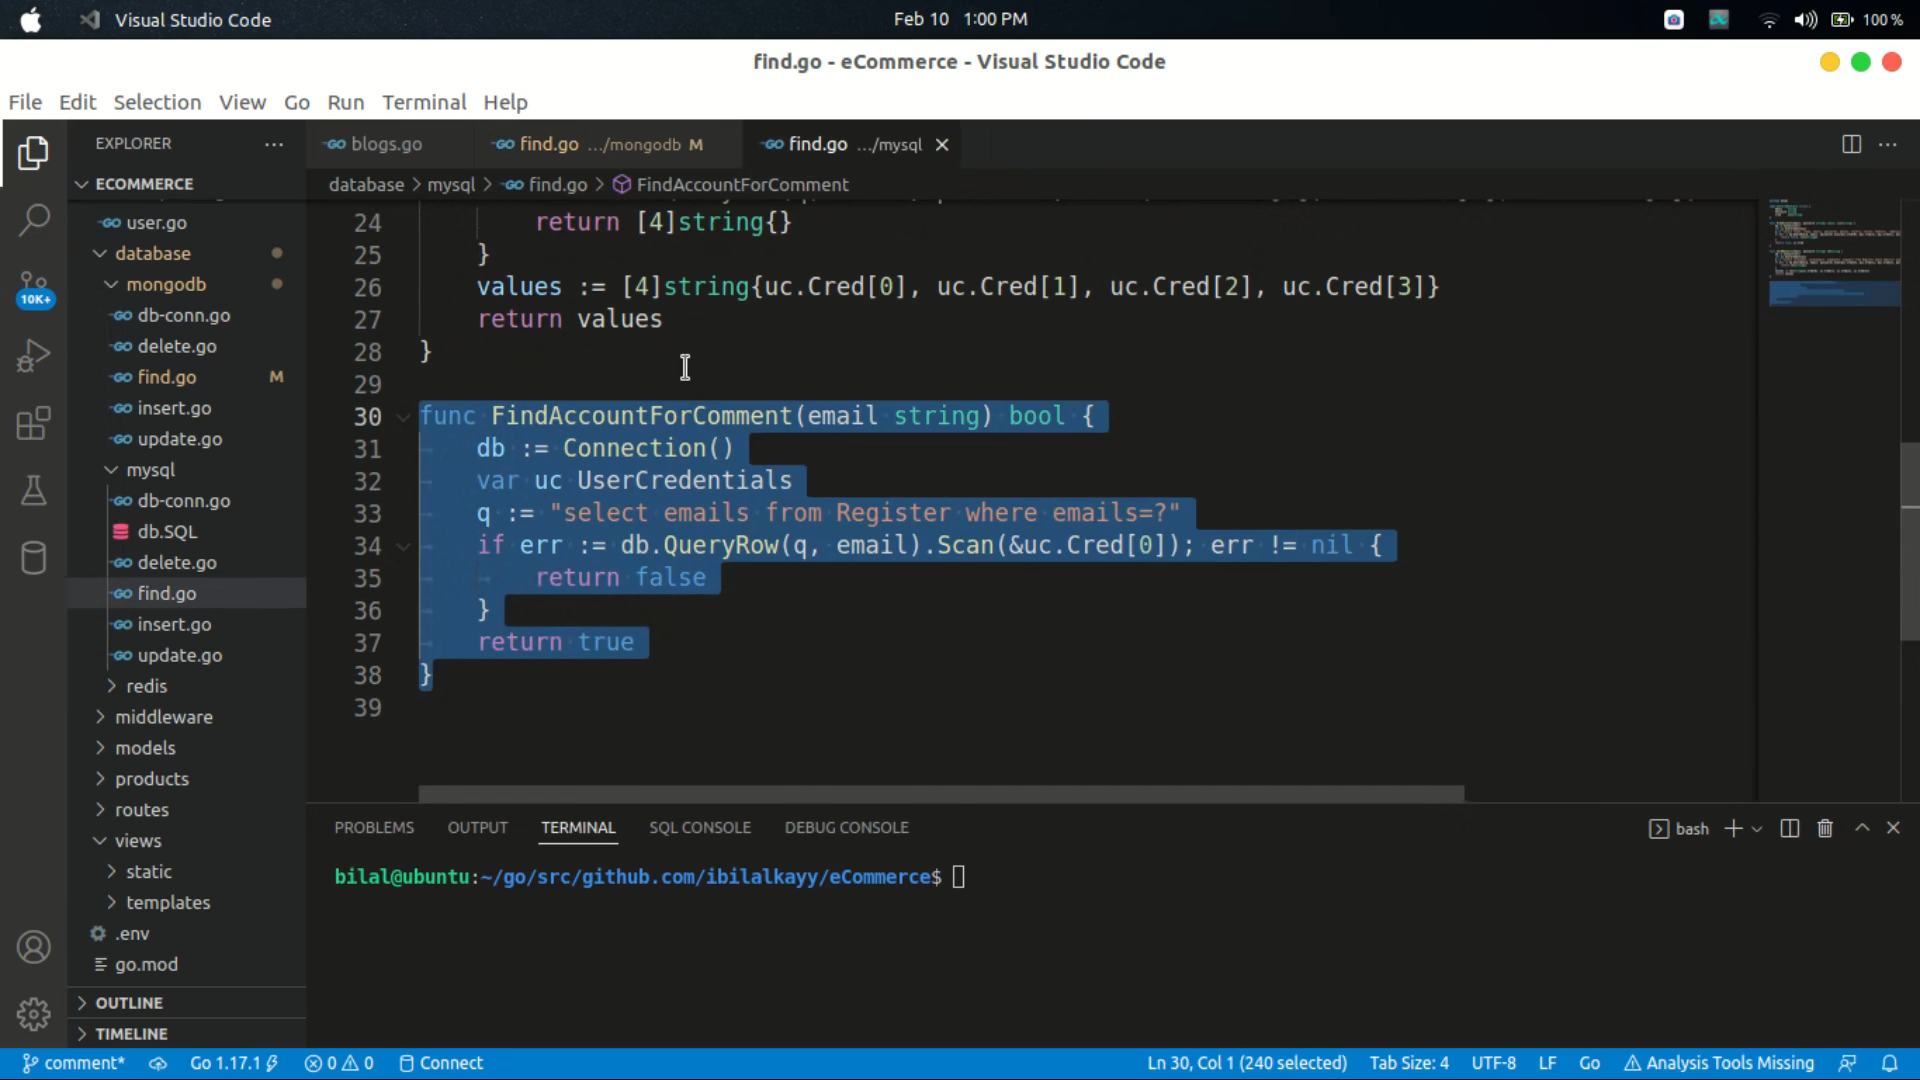 Visual Studio Code
Feb 10 1:00 PM
100 %
find.go - eCommerce - Visual Studio Code
File Edit Selection View Go Run Terminal Help
EXPLORER
blogs.go
find.go .../mongodb M
find.go .../mysql
ECOMMERCE
database > mysql > find.go > FindAccountForComment
user.go
database
mongodb
db-conn.go
delete.go
find.go M
insert.go
update.go
mysql
db-conn.go
db.SQL
delete.go
find.go
insert.go
update.go
redis
middleware
models
products
routes
views
static
templates
.env
go.mod
OUTLINE
TIMELINE
10K+
24 return [4]string{}
25 }
26 values := [4]string{uc.Cred[0], uc.Cred[1], uc.Cred[2], uc.Cred[3]}
27 return values
28 }
29
30 func FindAccountForComment(email string) bool {
31 db := Connection()
32 var uc UserCredentials
33 q := "select emails from Register where emails=?"
34 if err := db.QueryRow(q, email).Scan(&uc.Cred[0]); err != nil {
35 return false
36 }
37 return true
38 }
39
PROBLEMS OUTPUT TERMINAL SQL CONSOLE DEBUG CONSOLE
bash
bilal@ubuntu:~/go/src/github.com/ibilalkayy/eCommerce$
comment* Go 1.17.1 0 0 Connect
Ln 30, Col 1 (240 selected) Tab Size: 4 UTF-8 LF Go Analysis Tools Missing